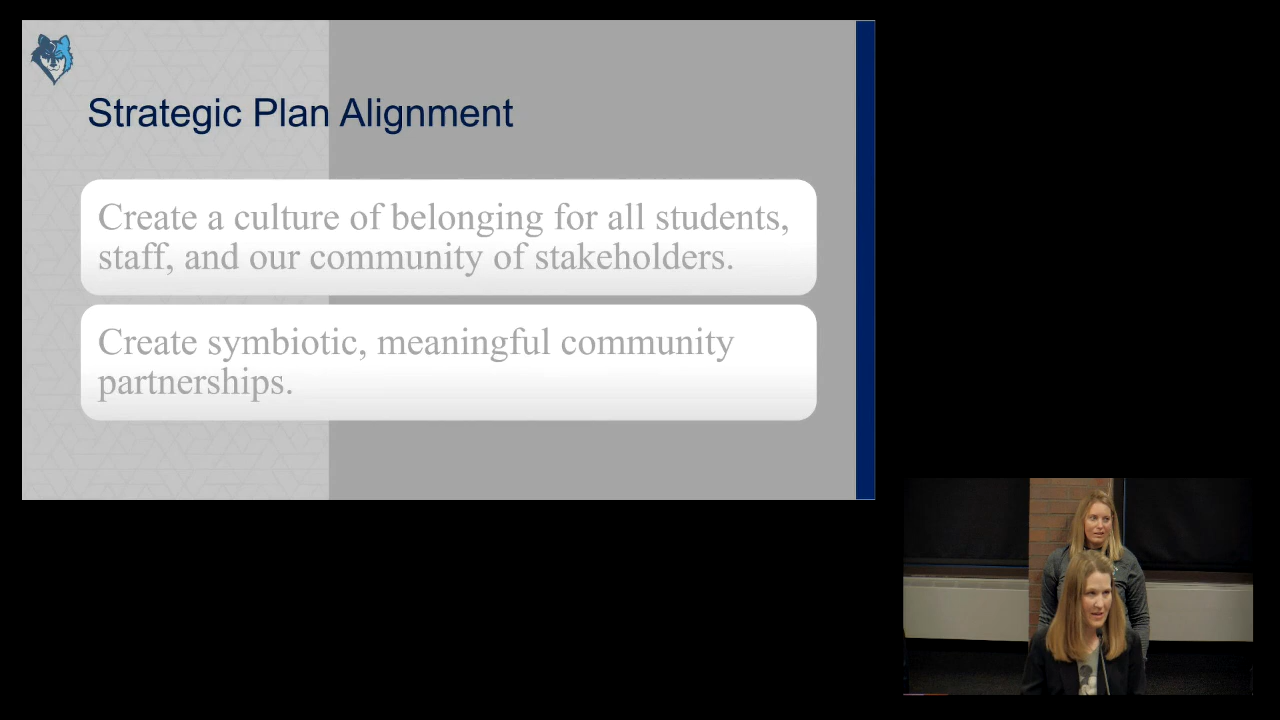 Strategic Plan Alignment
Create a culture of belonging for all students,
staff, and our community of stakeholders.
Create symbiotic, meaningful community
partnerships.